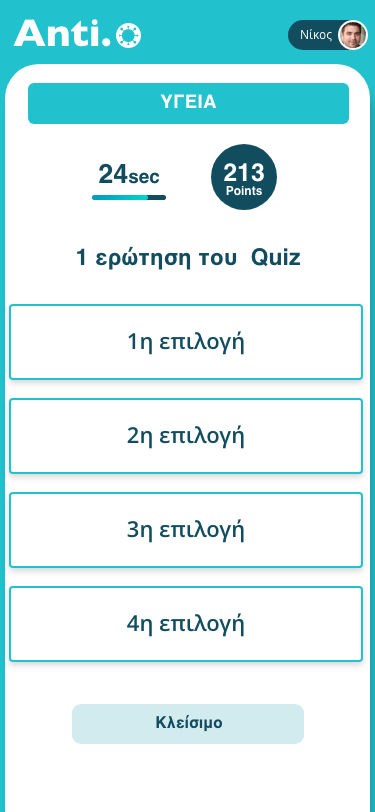 Anti.
Νίκος
ΥΓΕΙΑ
24sec
213
Points
1 ερώτηση του Quiz
1η επιλογή
2η επιλογή
3η επιλογή
4η επιλογή
Κλείσιμο